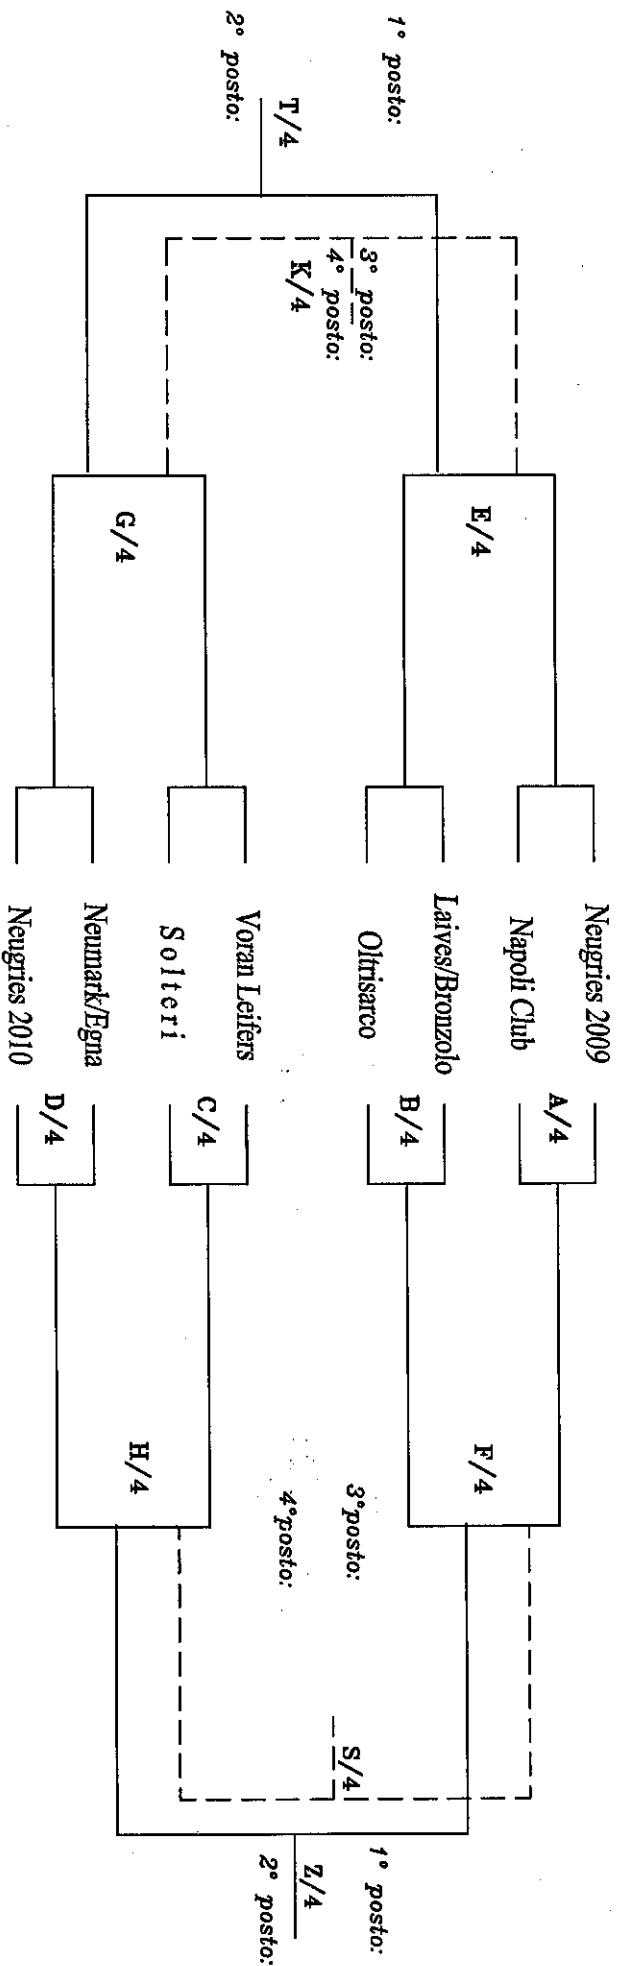 1° posto:
T/4
2° posto:
3° posto:
4° posto:
K/4
E/4
G/4
Neugries 2009
Napoli Club
Laives/Bronzolo
Oltrisarco
Voran Leifers
Solteri
Neumark/Egna
Neugries 2010
A/4
B/4
C/4
D/4
F/4
H/4
3°posto:
4°posto:
S/4
1° posto:
Z/4
2° posto: